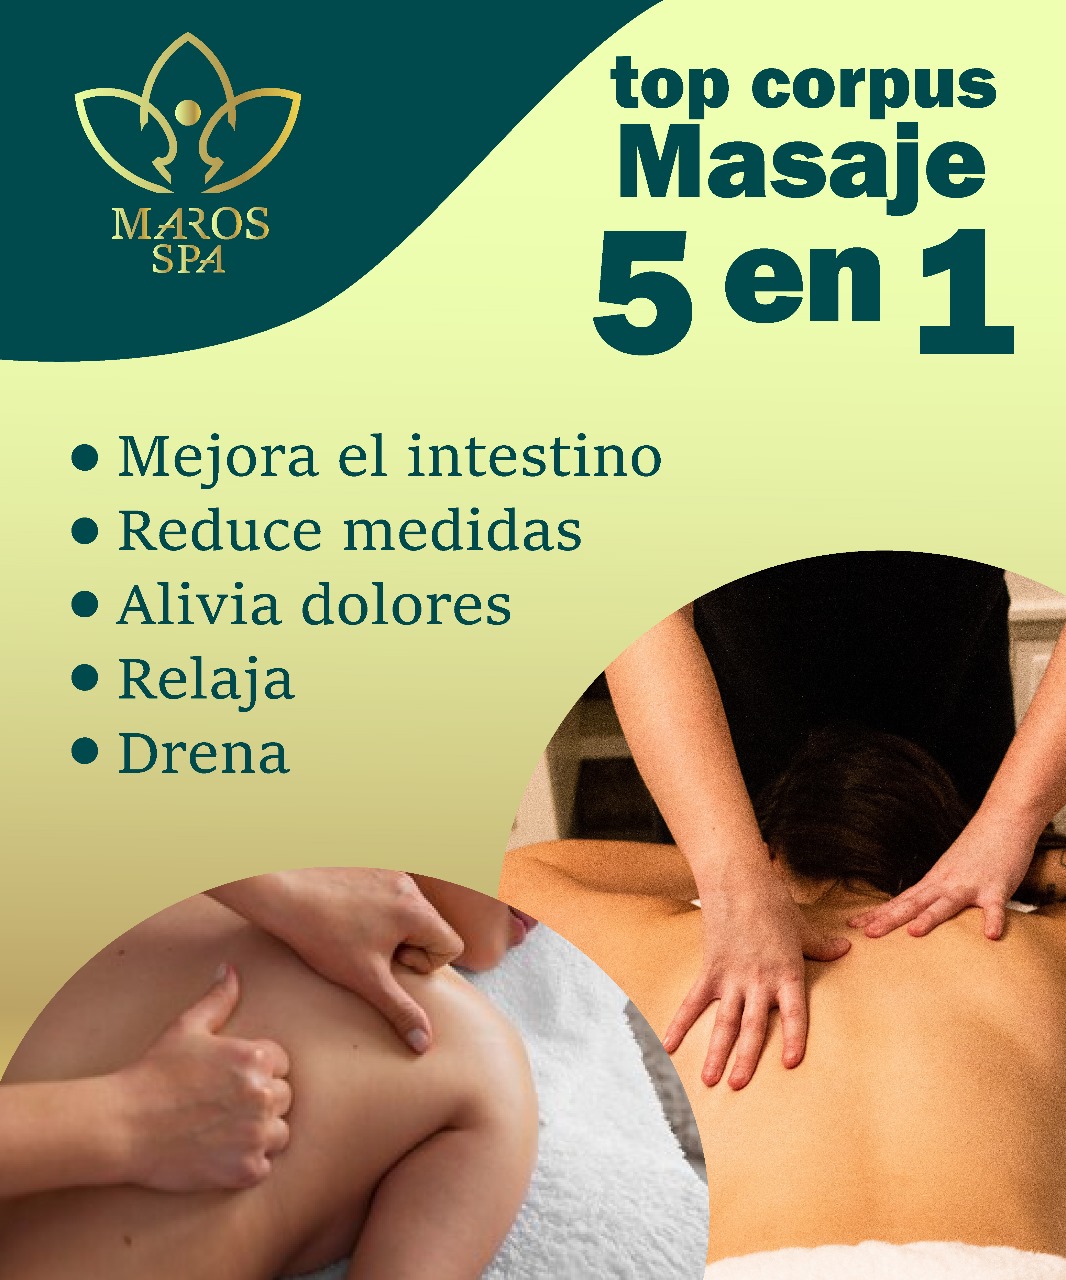 MAROS
SPA
top corpus
Masaje
5 en 1
• Mejora el intestino
• Reduce medidas
• Alivia dolores
• Relaja
• Drena